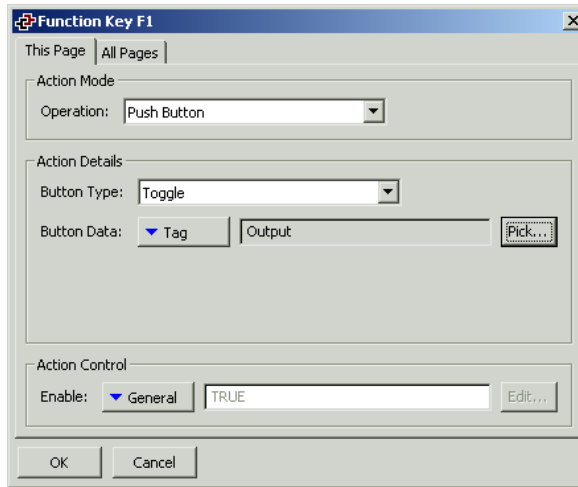 Function Key F1
This Page All Pages
Action Mode
Operation: Push Button
Action Details
Button Type: Toggle
Button Data: Tag Output Pick...
Action Control
Enable: General TRUE Edit...
OK Cancel